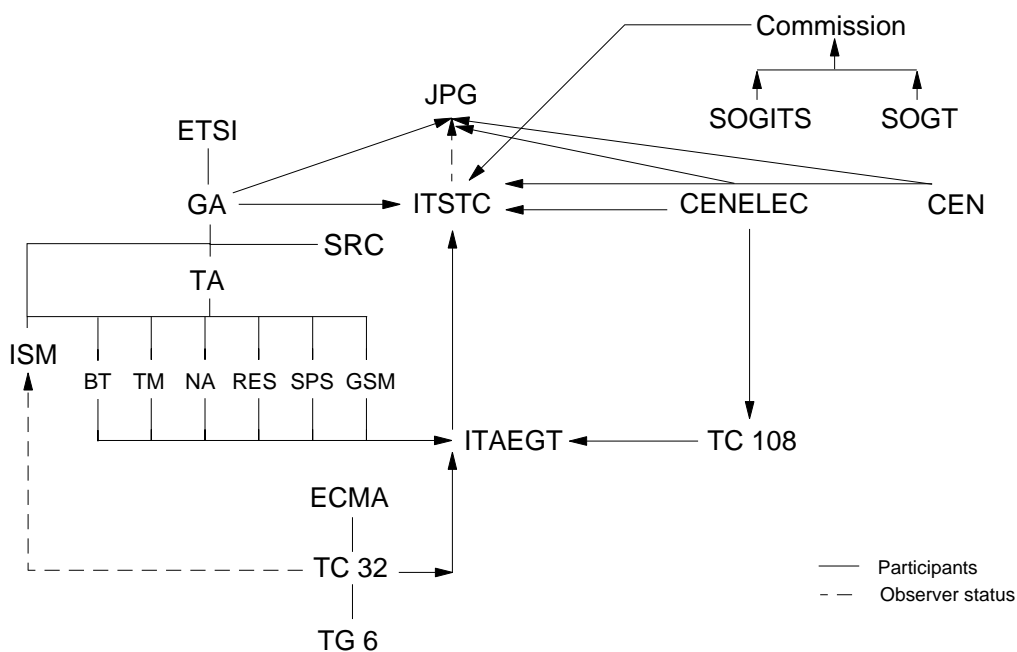 Commission
JPG
SOGITS SOGT
ETSI
GA ITSTC CENELEC CEN
SRC
TA
ISM
BT TM NA RES SPS GSM
ITAEGT TC 108
ECMA
TC 32
Participants
Observer status
TG 6